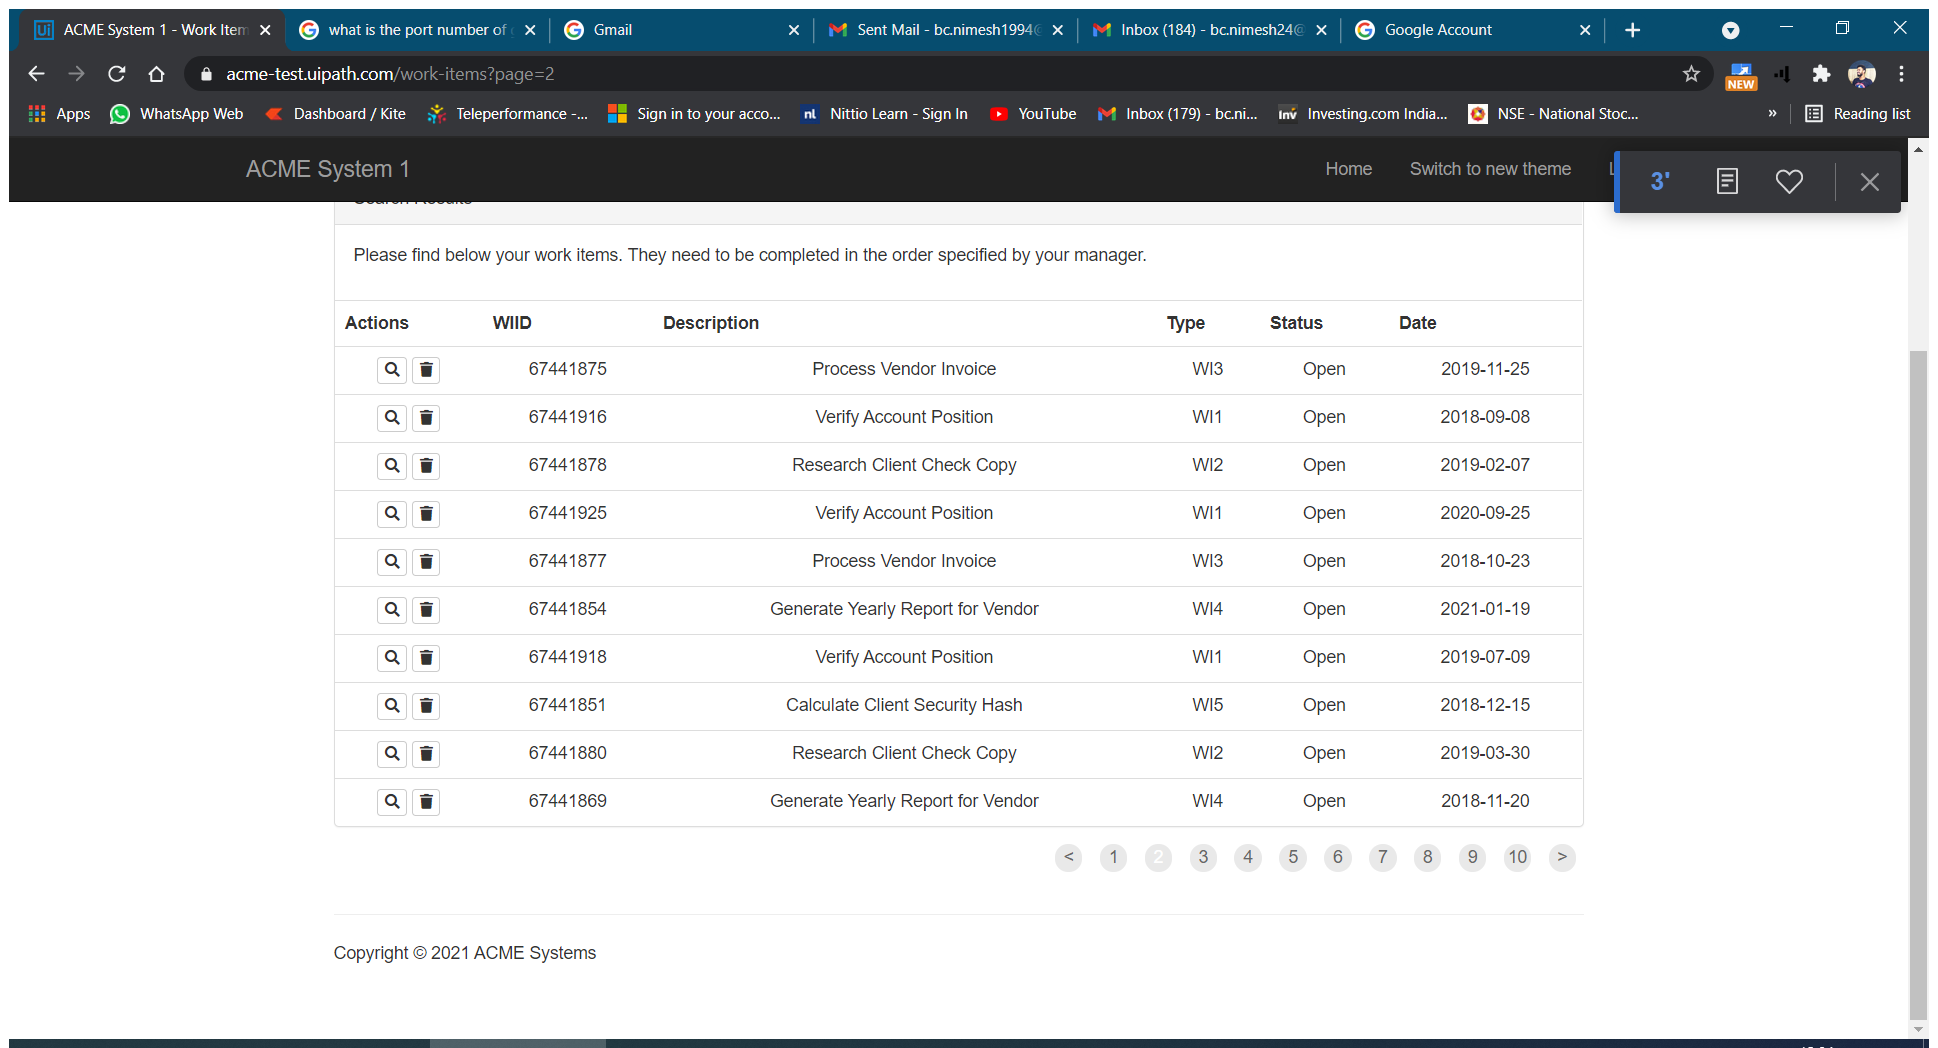 Ui ACME System 1 - Work Item
what is the port number of
Gmail
Sent Mail - bc.nimesh1994@
Inbox (184) - bc.nimesh24@
Google Account
acme-test.uipath.com/work-items?page=2
NEW
Apps
WhatsApp Web
Dashboard / Kite
Teleperformance -...
Sign in to your acco...
nl Nittio Learn - Sign In
YouTube
Inbox (179) - bc.ni...
Inv Investing.com India...
NSE - National Stoc...
»
Reading list
ACME System 1
Home
Switch to new theme
3'
Search Results
Please find below your work items. They need to be completed in the order specified by your manager.
Actions WIID Description Type Status Date
67441875 Process Vendor Invoice WI3 Open 2019-11-25
67441916 Verify Account Position WI1 Open 2018-09-08
67441878 Research Client Check Copy WI2 Open 2019-02-07
67441925 Verify Account Position WI1 Open 2020-09-25
67441877 Process Vendor Invoice WI3 Open 2018-10-23
67441854 Generate Yearly Report for Vendor WI4 Open 2021-01-19
67441918 Verify Account Position WI1 Open 2019-07-09
67441851 Calculate Client Security Hash WI5 Open 2018-12-15
67441880 Research Client Check Copy WI2 Open 2019-03-30
67441869 Generate Yearly Report for Vendor WI4 Open 2018-11-20
< 1 2 3 4 5 6 7 8 9 10 >
Copyright © 2021 ACME Systems